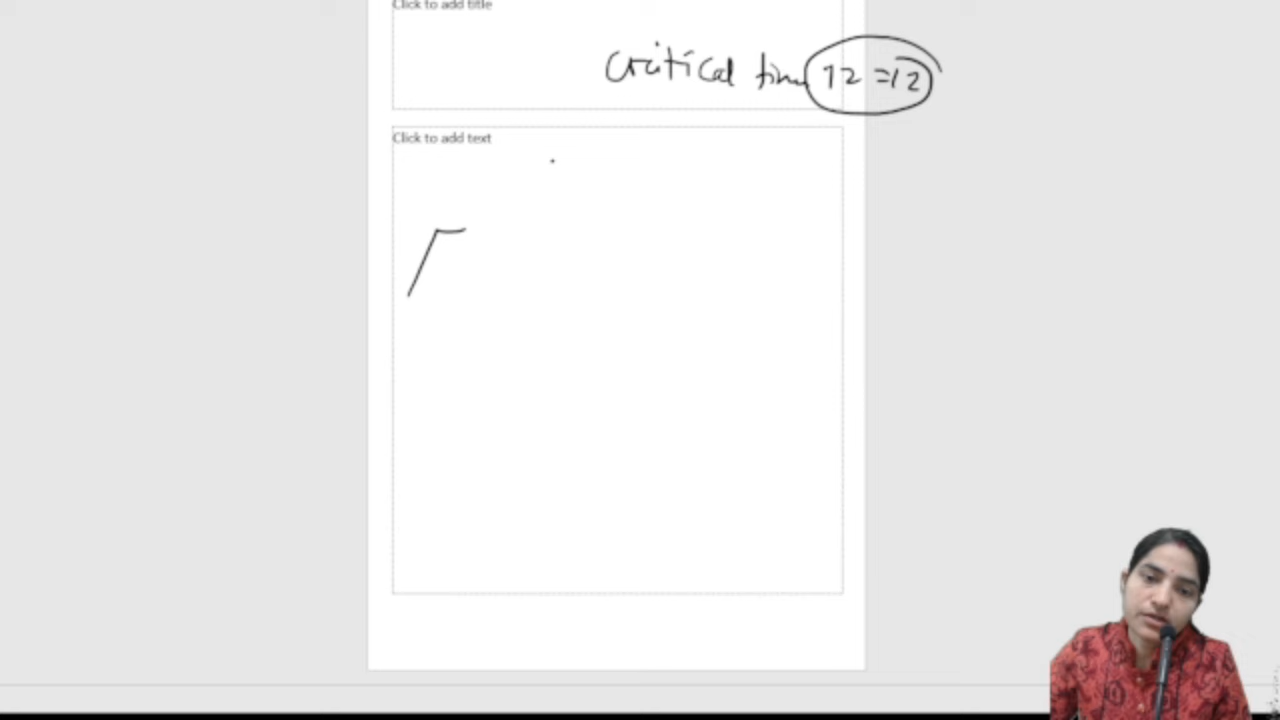 Click to add title
critical time 12 = 12
Click to add text